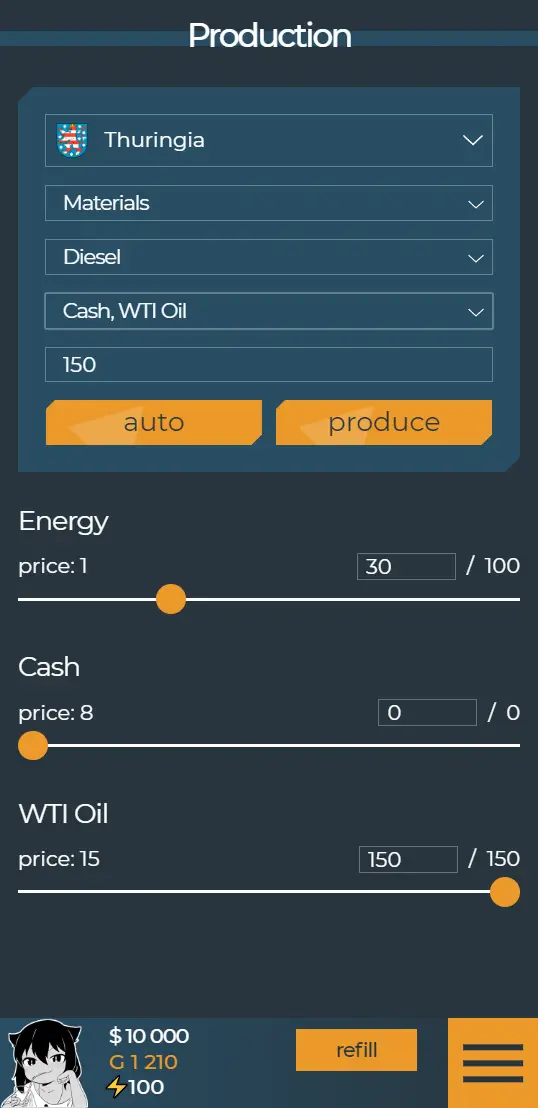 Production
Thuringia
Materials
Diesel
Cash, WTI Oil
150
auto produce
Energy
price: 1 30 / 100
Cash
price: 8 0 / 0
WTI Oil
price: 15 150 / 150
$ 10 000
G 1 210
⚡100
refill